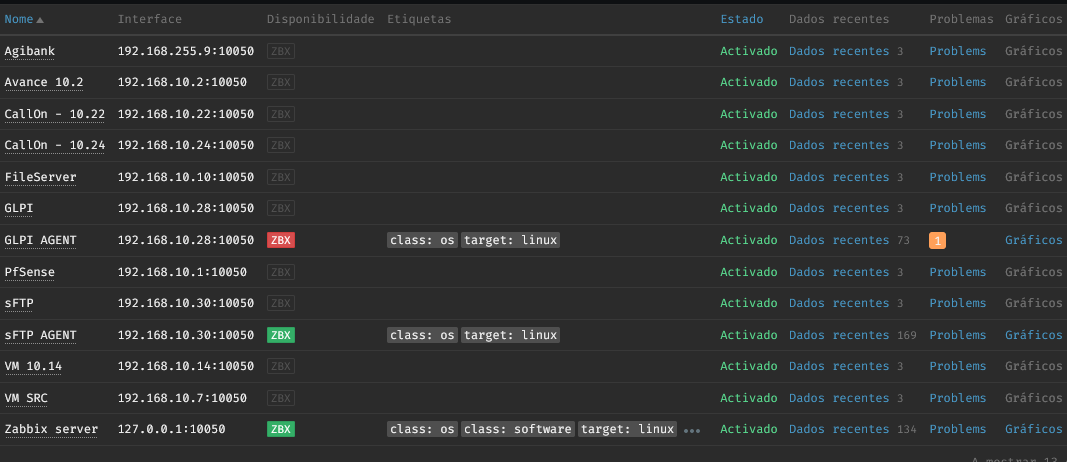 Nome▲ Interface Disponibilidade Etiquetas Estado Dados recentes Problemas Gráficos
Agibank 192.168.255.9:10050 ZBX Activado Dados recentes 3 Problems Gráficos
Avance 10.2 192.168.10.2:10050 ZBX Activado Dados recentes 3 Problems Gráficos
CallOn - 10.22 192.168.10.22:10050 ZBX Activado Dados recentes 3 Problems Gráficos
CallOn - 10.24 192.168.10.24:10050 ZBX Activado Dados recentes 3 Problems Gráficos
FileServer 192.168.10.10:10050 ZBX Activado Dados recentes 3 Problems Gráficos
GLPI 192.168.10.28:10050 ZBX Activado Dados recentes 3 Problems Gráficos
GLPI AGENT 192.168.10.28:10050 ZBX class: os target: linux Activado Dados recentes 73 1 Gráficos
PfSense 192.168.10.1:10050 ZBX Activado Dados recentes 3 Problems Gráficos
sFTP 192.168.10.30:10050 ZBX Activado Dados recentes 3 Problems Gráficos
sFTP AGENT 192.168.10.30:10050 ZBX class: os target: linux Activado Dados recentes 169 Problems Gráficos
VM 10.14 192.168.10.14:10050 ZBX Activado Dados recentes 3 Problems Gráficos
VM SRC 192.168.10.7:10050 ZBX Activado Dados recentes 3 Problems Gráficos
Zabbix server 127.0.0.1:10050 ZBX class: os class: software target: linux ••• Activado Dados recentes 134 Problems Gráficos
A mostrar 13